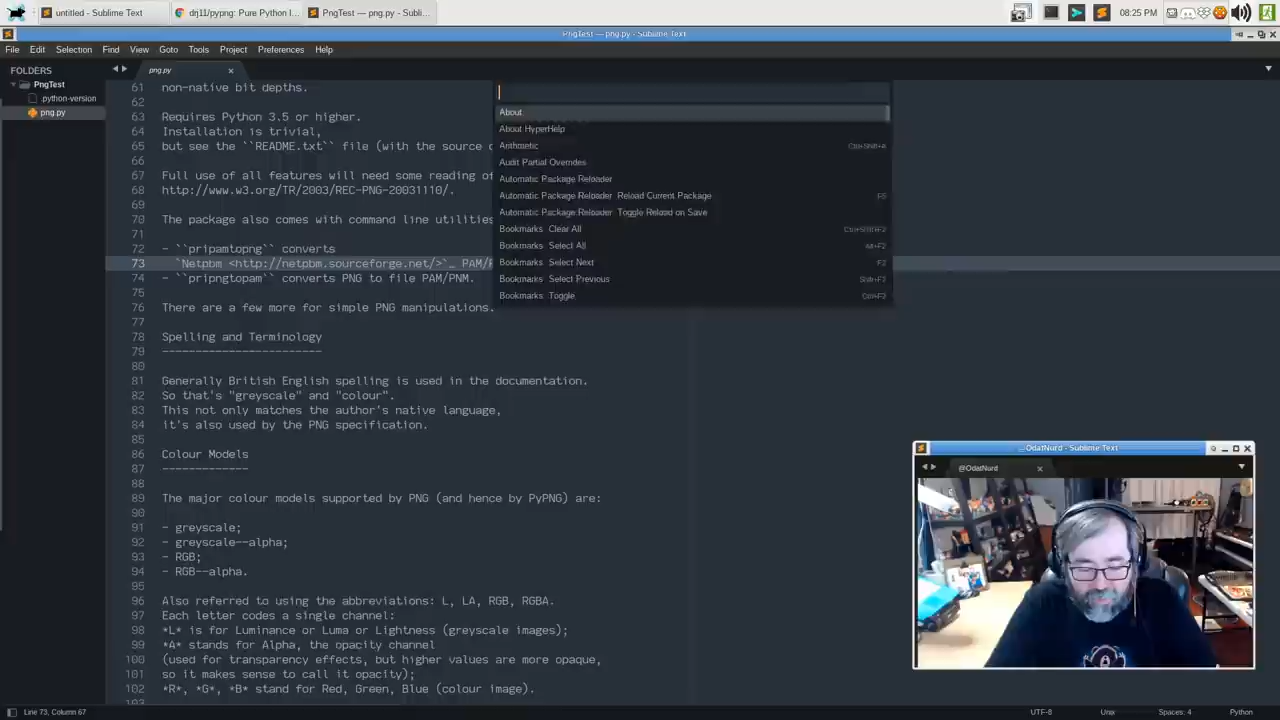 untitled - Sublime Text
drj11/pypng: Pure Python l...
PngTest — png.py - Subli...
08:25 PM
PngTest — png.py - Sublime Text
File Edit Selection Find View Goto Tools Project Preferences Help
FOLDERS
PngTest
.python-version
png.py
png.py
61 non-native bit depths.
62
63 Requires Python 3.5 or higher.
64 Installation is trivial,
65 but see the ``README.txt`` file (with the source
66
67 Full use of all features will need some reading of
68 http://www.w3.org/TR/2003/REC-PNG-20031110/.
69
70 The package also comes with command line utilities
71
72 - ``pripamtopng`` converts
73 `Netpbm <http://netpbm.sourceforge.net/>`_ PAM/
74 - ``pripngtopam`` converts PNG to file PAM/PNM.
75
76 There are a few more for simple PNG manipulations.
77
78 Spelling and Terminology
79 ------------------------
80
81 Generally British English spelling is used in the documentation.
82 So that's "greyscale" and "colour".
83 This not only matches the author's native language,
84 it's also used by the PNG specification.
85
86 Colour Models
87 -------------
88
89 The major colour models supported by PNG (and hence by PyPNG) are:
90
91 - greyscale;
92 - greyscale--alpha;
93 - RGB;
94 - RGB--alpha.
95
96 Also referred to using the abbreviations: L, LA, RGB, RGBA.
97 Each letter codes a single channel:
98 *L* is for Luminance or Luma or Lightness (greyscale images);
99 *A* stands for Alpha, the opacity channel
100 (used for transparency effects, but higher values are more opaque,
101 so it makes sense to call it opacity);
102 *R*, *G*, *B* stand for Red, Green, Blue (colour image).
103
About
About HyperHelp
Arithmetic Ctrl+Shift+A
Audit Partial Overrides
Automatic Package Reloader
Automatic Package Reloader Reload Current Package
Automatic Package Reloader Toggle Reload on Save
Bookmarks Clear All Ctrl+Shift+F2
Bookmarks Select All Alt+F2
Bookmarks Select Next F2
Bookmarks Select Previous Shift+F2
Bookmarks Toggle Ctrl+F2
@OdatNurd - Sublime Text
@OdatNurd
Line 73, Column 67
UTF-8 Unix Spaces: 4 Python